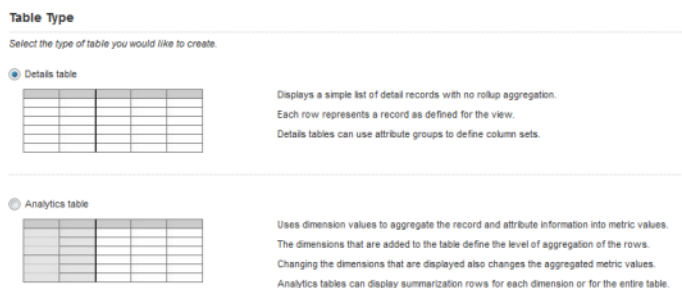 Table Type
Select the type of table you would like to create.
Details table
Displays a simple list of detail records with no rollup aggregation.
Each row represents a record as defined for the view.
Details tables can use attribute groups to define column sets.
Analytics table
Uses dimension values to aggregate the record and attribute information into metric values.
The dimensions that are added to the table define the level of aggregation of the rows.
Changing the dimensions that are displayed also changes the aggregated metric values.
Analytics tables can display summarization rows for each dimension or for the entire table.